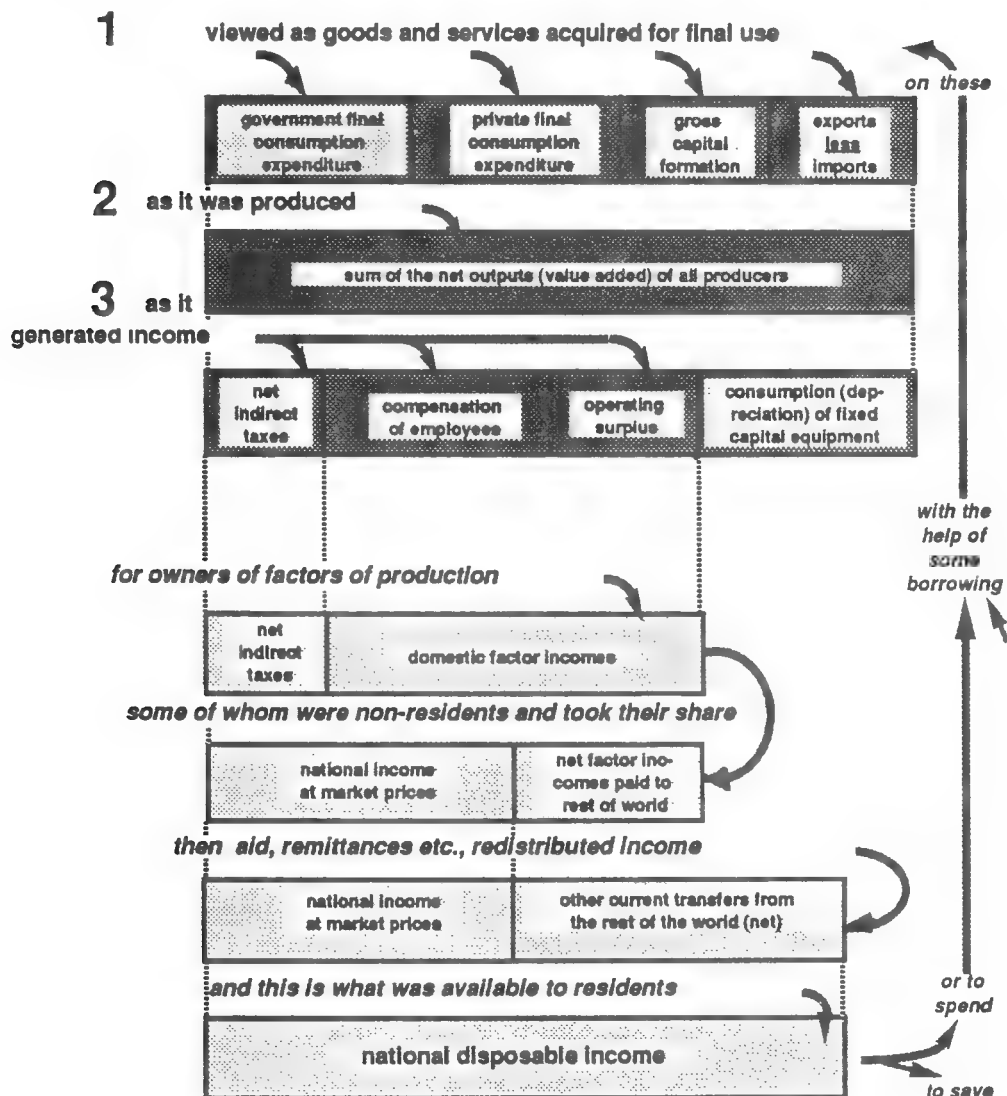 1
viewed as goods and services acquired for final use
on these
government final
consumption
expenditure
private final
consumption
expenditure
gross
capital
formation
exports
less
imports
2
as it was produced
sum of the net outputs (value added) of all producers
3
as it
generated income
net
indirect
taxes
compensation
of employees
operating
surplus
consumption (dep-
reciation) of fixed
capital equipment
with the
help of
some
borrowing
for owners of factors of production
net
indirect
taxes
domestic factor incomes
some of whom were non-residents and took their share
national income
at market prices
net factor inc-
omes paid to
rest of world
then aid, remittances etc., redistributed income
national income
at market prices
other current transfers from
the rest of the world (net)
and this is what was available to residents
national disposable income
or to
spend
to save